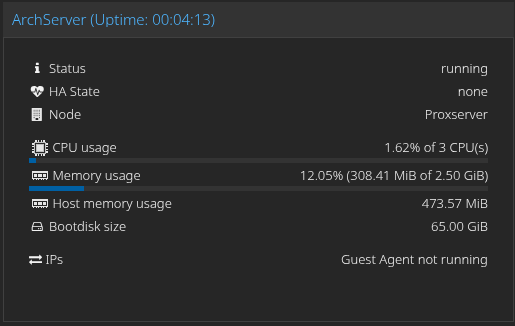 ArchServer (Uptime: 00:04:13)
Status running
HA State none
Node Proxserver
CPU usage 1.62% of 3 CPU(s)
Memory usage 12.05% (308.41 MiB of 2.50 GiB)
Host memory usage 473.57 MiB
Bootdisk size 65.00 GiB
IPs Guest Agent not running